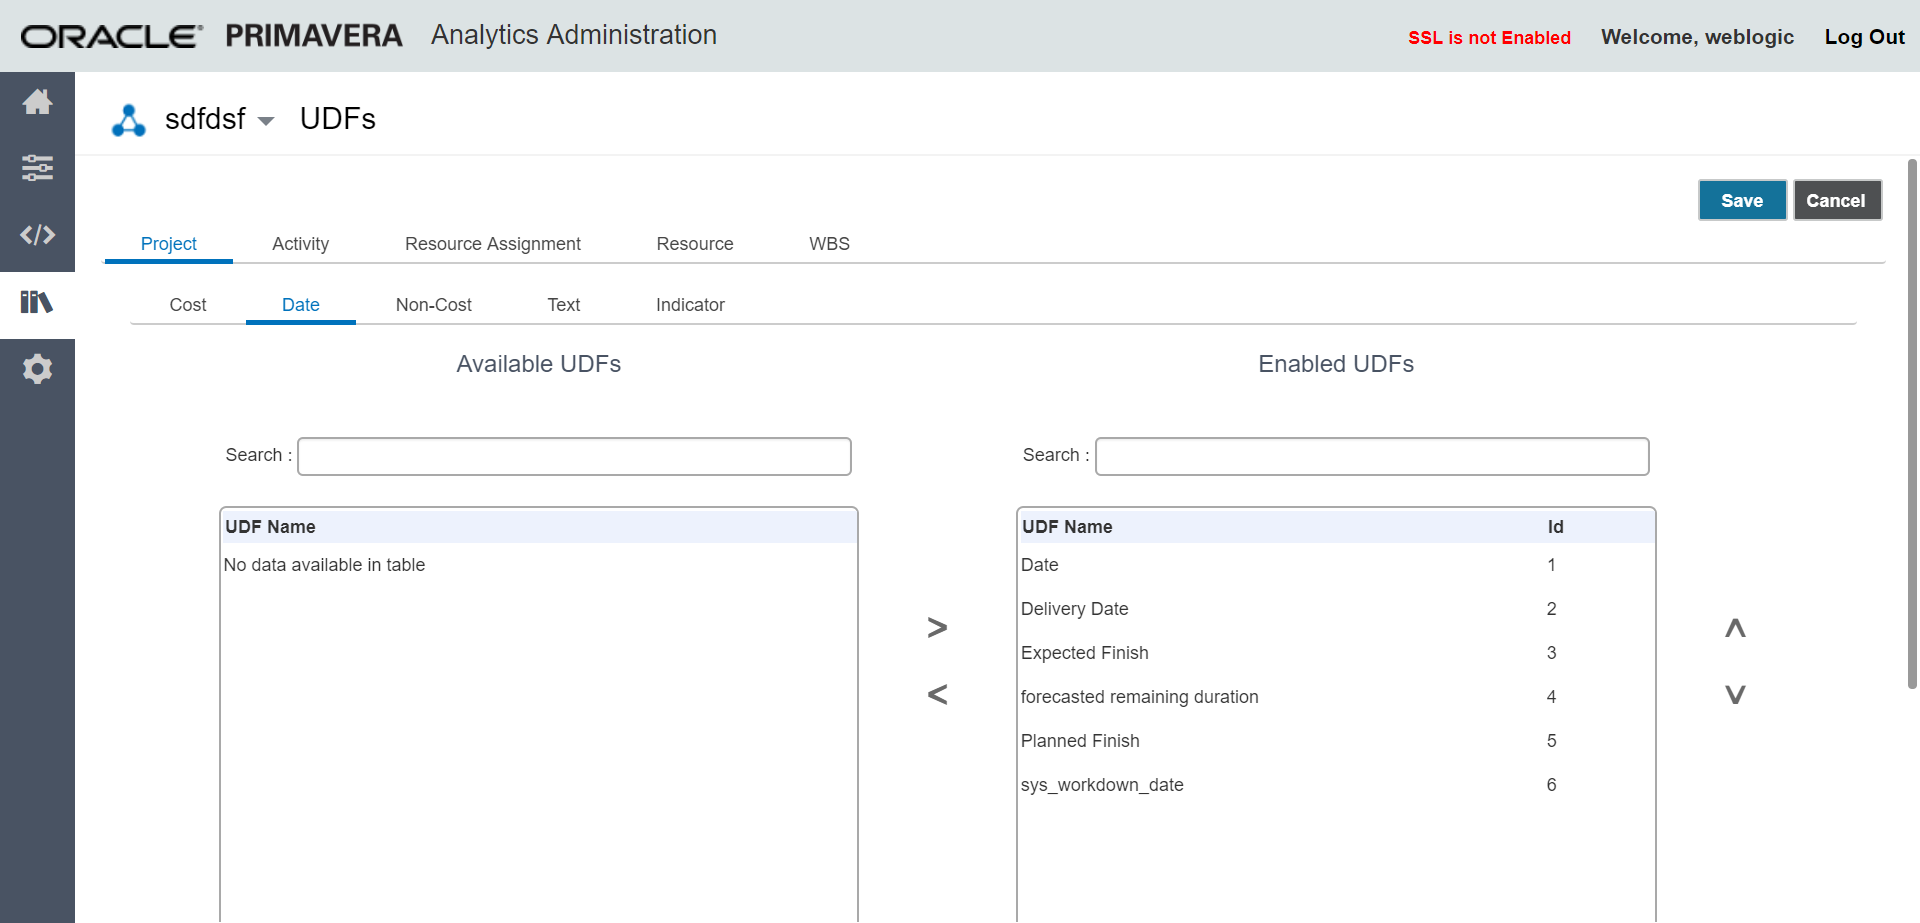 ORACLE PRIMAVERA Analytics Administration
SSL is not Enabled Welcome, weblogic Log Out
sdfdsf UDFs
Save Cancel
Project Activity Resource Assignment Resource WBS
Cost Date Non-Cost Text Indicator
Available UDFs
Search :
UDF Name
No data available in table
>
<
Enabled UDFs
Search :
UDF Name Id
Date 1
Delivery Date 2
Expected Finish 3
forecasted remaining duration 4
Planned Finish 5
sys_workdown_date 6